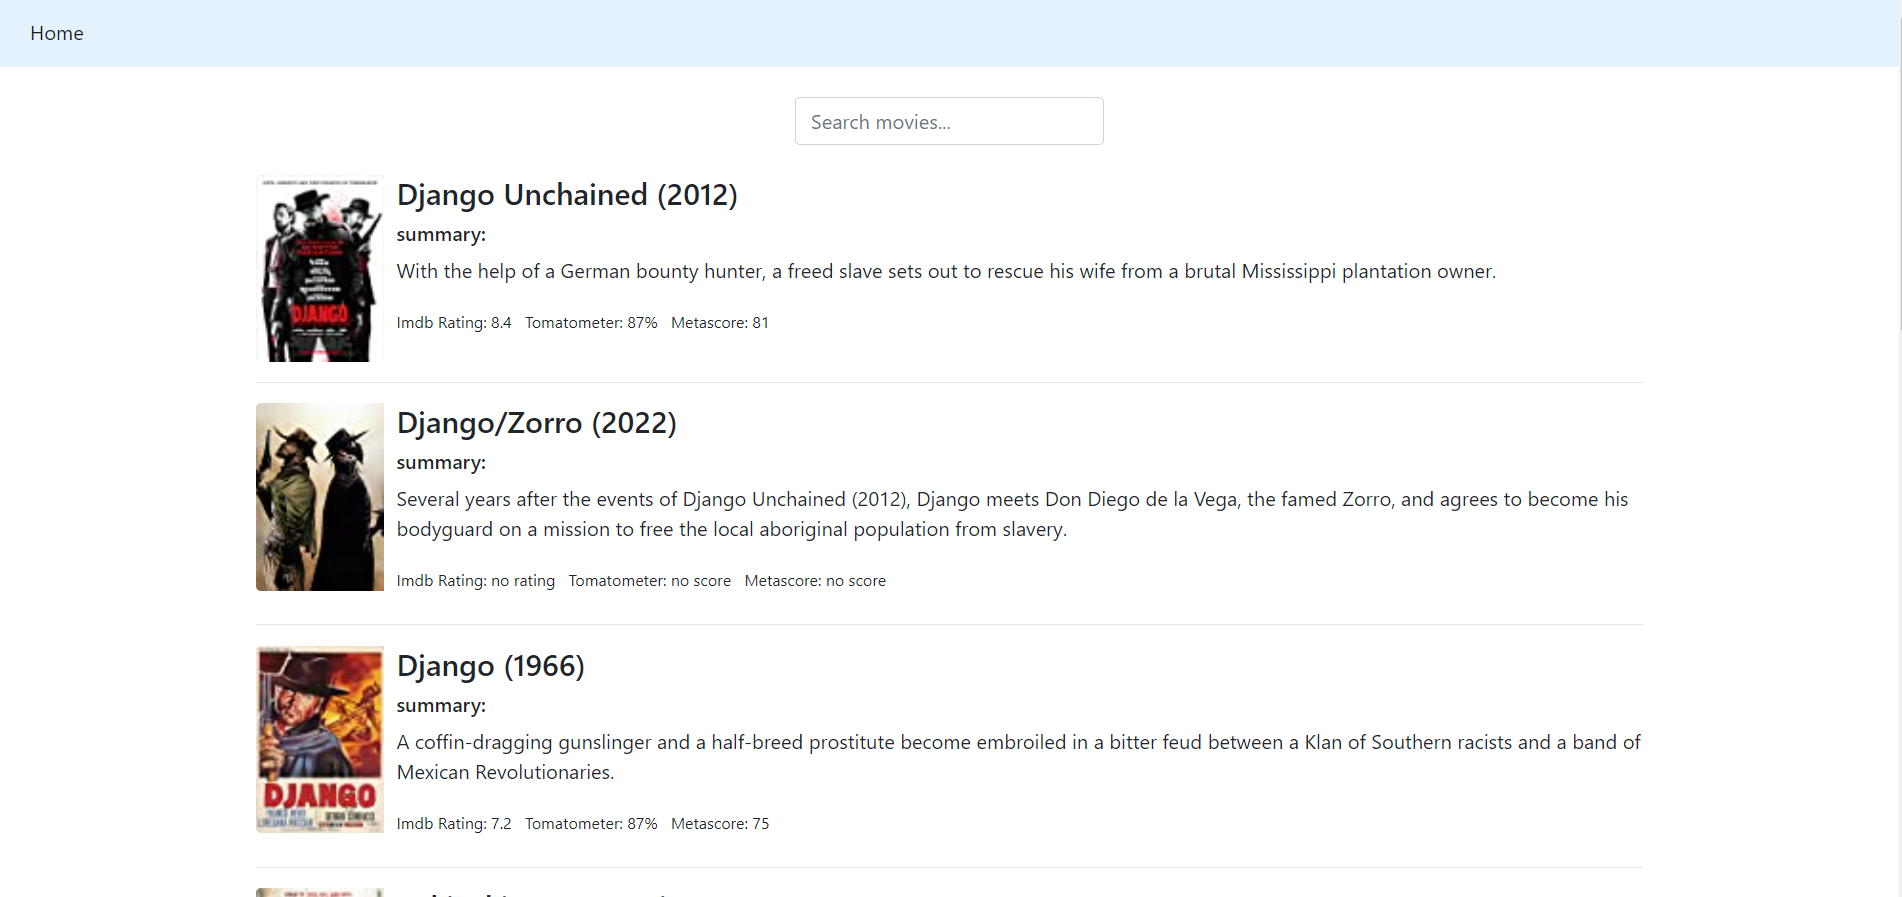 Home
Search movies...
Django Unchained (2012)
summary:
With the help of a German bounty hunter, a freed slave sets out to rescue his wife from a brutal Mississippi plantation owner.
Imdb Rating: 8.4 Tomatometer: 87% Metascore: 81
DJANGO
Django/Zorro (2022)
summary:
Several years after the events of Django Unchained (2012), Django meets Don Diego de la Vega, the famed Zorro, and agrees to become his
bodyguard on a mission to free the local aboriginal population from slavery.
Imdb Rating: no rating Tomatometer: no score Metascore: no score
Django (1966)
summary:
A coffin-dragging gunslinger and a half-breed prostitute become embroiled in a bitter feud between a Klan of Southern racists and a band of
Mexican Revolutionaries.
Imdb Rating: 7.2 Tomatometer: 87% Metascore: 75
DJANGO